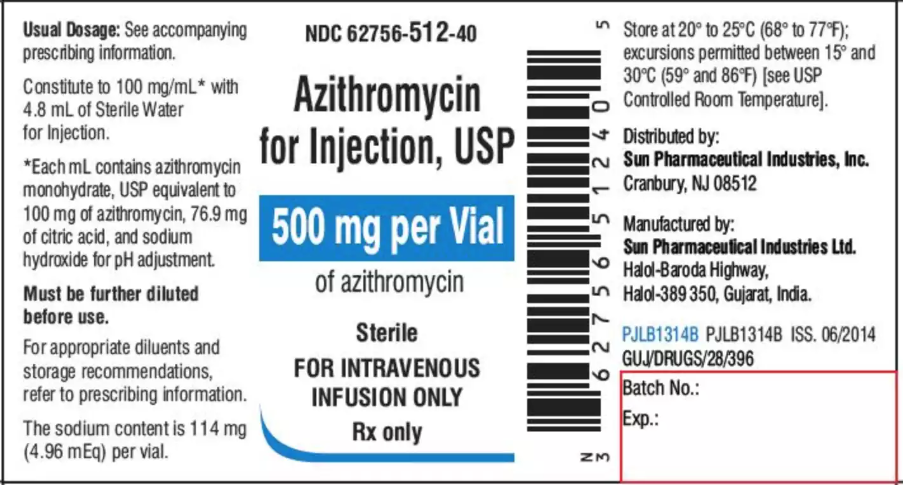 Usual Dosage: See accompanying
prescribing information.
Constitute to 100 mg/mL* with
4.8 mL of Sterile Water
for Injection.
*Each mL contains azithromycin
monohydrate, USP equivalent to
100 mg of azithromycin, 76.9 mg
of citric acid, and sodium
hydroxide for pH adjustment.
Must be further diluted
before use.
For appropriate diluents and
storage recommendations,
refer to prescribing information.
The sodium content is 114 mg
(4.96 mEq) per vial.
NDC 62756-512-40
Azithromycin
for Injection, USP
500 mg per Vial
of azithromycin
Sterile
FOR INTRAVENOUS
INFUSION ONLY
Rx only
N 3 62756 51240 5
Store at 20° to 25°C (68° to 77°F);
excursions permitted between 15° and
30°C (59° and 86°F) [see USP
Controlled Room Temperature].
Distributed by:
Sun Pharmaceutical Industries, Inc.
Cranbury, NJ 08512
Manufactured by:
Sun Pharmaceutical Industries Ltd.
Halol-Baroda Highway,
Halol-389 350, Gujarat, India.
PJLB1314B PJLB1314B ISS. 06/2014
GUJ/DRUGS/28/396
Batch No.:
Exp.: